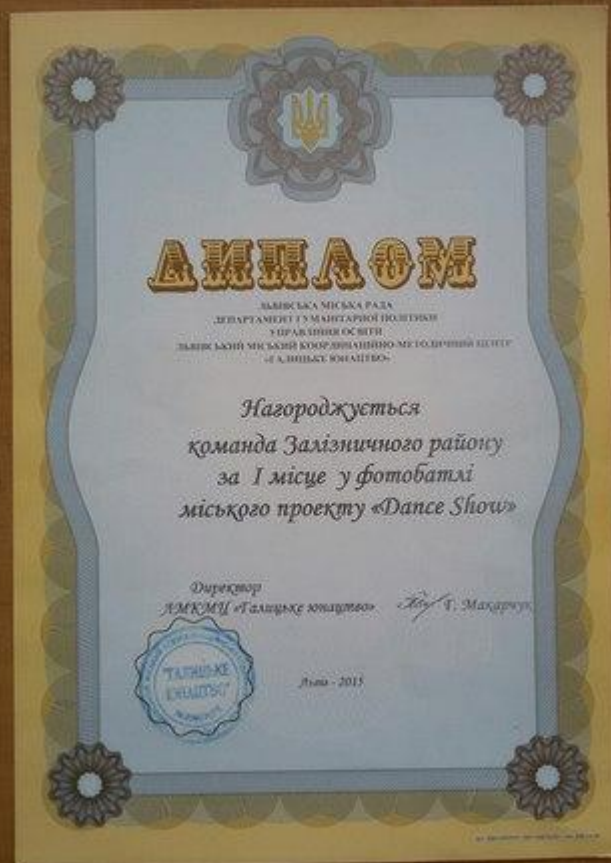 ДИПЛОМ
ЛЬВІВСЬКА МІСЬКА РАДА
ДЕПАРТАМЕНТ ГУМАНІТАРНОЇ ПОЛІТИКИ
УПРАВЛІННЯ ОСВІТИ
ЛЬВІВСЬКИЙ МІСЬКИЙ КООРДИНАЦІЙНО-МЕТОДИЧНИЙ ЦЕНТР
«ГАЛИЦЬКЕ ЮНАЦТВО»
Нагороджується
команда Залізничного району
за І місце у фотобатлі
міського проекту «Dance Show»
Директор
ЛМКМЦ «Галицьке юнацтво» Г. Макарчук
"ГАЛИЦЬКЕ
ЮНАЦТВО"
Львів - 2015